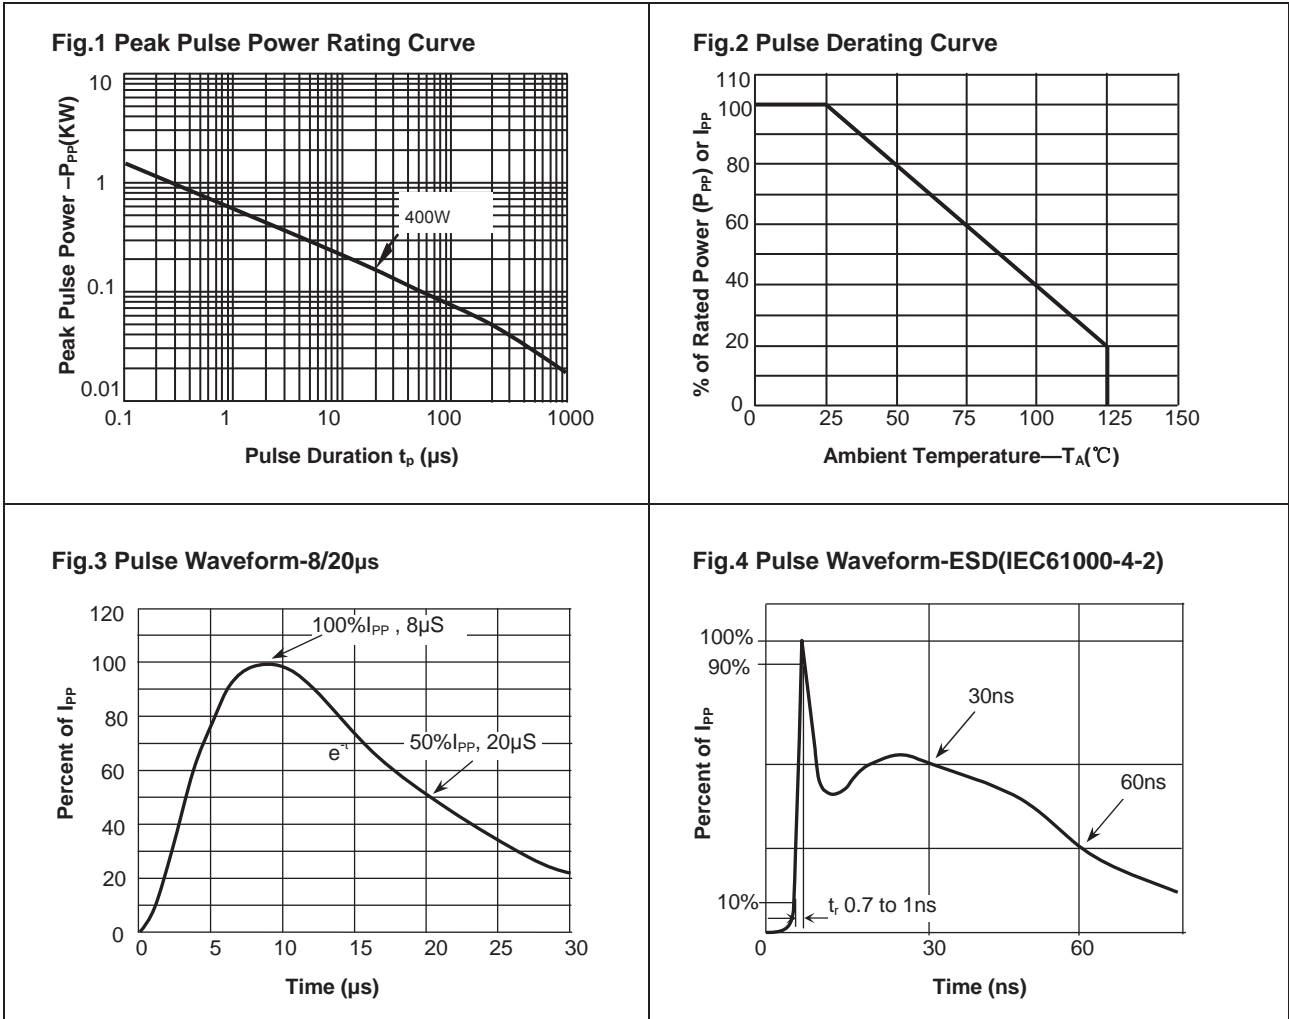 Fig.1 Peak Pulse Power Rating Curve
Peak Pulse Power –PPP(KW)
10
1
0.1
0.01
400W
0.1 1 10 100 1000
Pulse Duration tp (µs)
Fig.2 Pulse Derating Curve
% of Rated Power (PPP) or IPP
110
100
80
60
40
20
0
0 25 50 75 100 125 150
Ambient Temperature—TA(℃)
Fig.3 Pulse Waveform-8/20µs
Percent of IPP
120
100
80
60
40
20
0
100%IPP , 8µS
e-t
50%IPP, 20µS
0 5 10 15 20 25 30
Time (µs)
Fig.4 Pulse Waveform-ESD(IEC61000-4-2)
Percent of IPP
100%
90%
10%
30ns
60ns
tr 0.7 to 1ns
0 30 60
Time (ns)